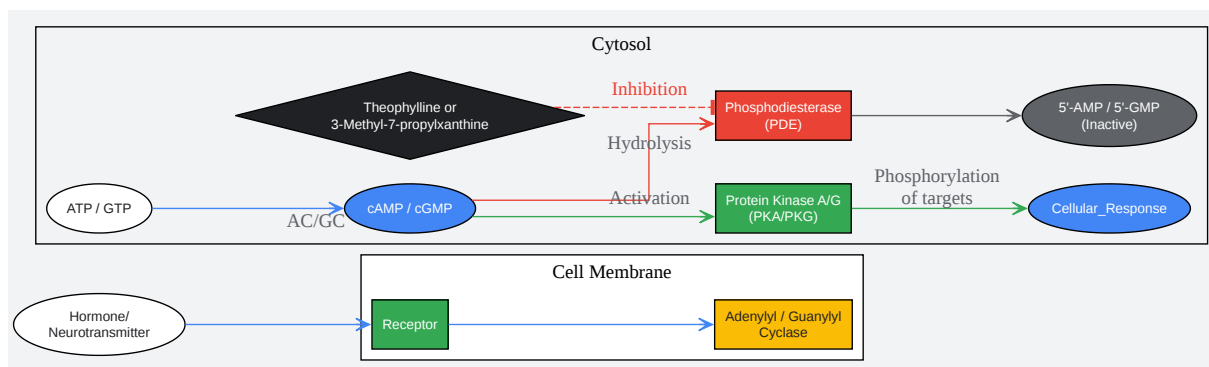 Cytosol
Theophylline or
3-Methyl-7-propylxanthine
Inhibition
Phosphodiesterase
(PDE)
5'-AMP / 5'-GMP
(Inactive)
Hydrolysis
ATP / GTP
AC/GC
cAMP / cGMP
Activation
Protein Kinase A/G
(PKA/PKG)
Phosphorylation
of targets
Cellular_Response
Cell Membrane
Hormone/
Neurotransmitter
Receptor
Adenylyl / Guanylyl
Cyclase